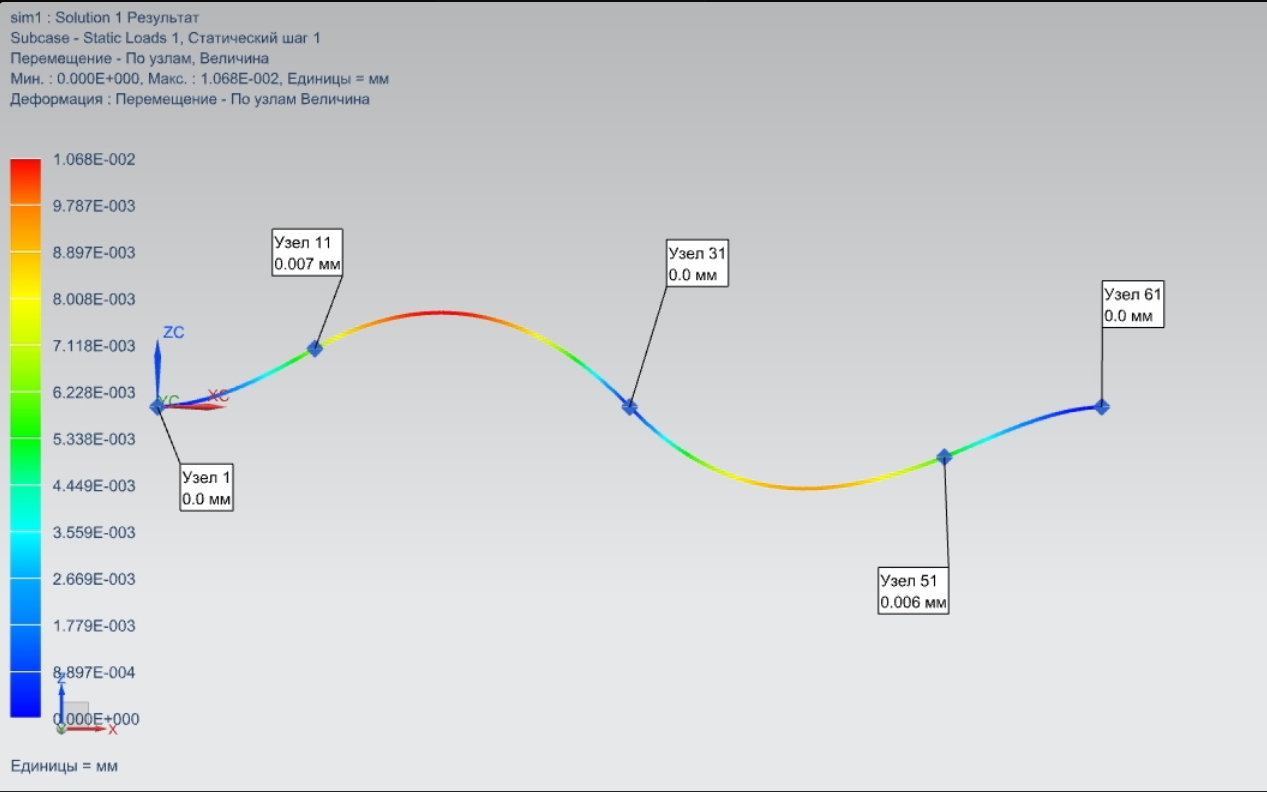 sim1 : Solution 1 Результат
Subcase - Static Loads 1, Статический шаг 1
Перемещение - По узлам, Величина
Мин. : 0.000E+000, Макс. : 1.068E-002, Единицы = мм
Деформация : Перемещение - По узлам Величина
1.068E-002
9.787E-003
8.897E-003
8.008E-003
7.118E-003
6.228E-003
5.338E-003
4.449E-003
3.559E-003
2.669E-003
1.779E-003
8.897E-004
0.000E+000
Узел 11
0.007 мм
Узел 31
0.0 мм
Узел 61
0.0 мм
ZC
YC
XC
Узел 1
0.0 мм
Узел 51
0.006 мм
Z
Y
X
Единицы = мм